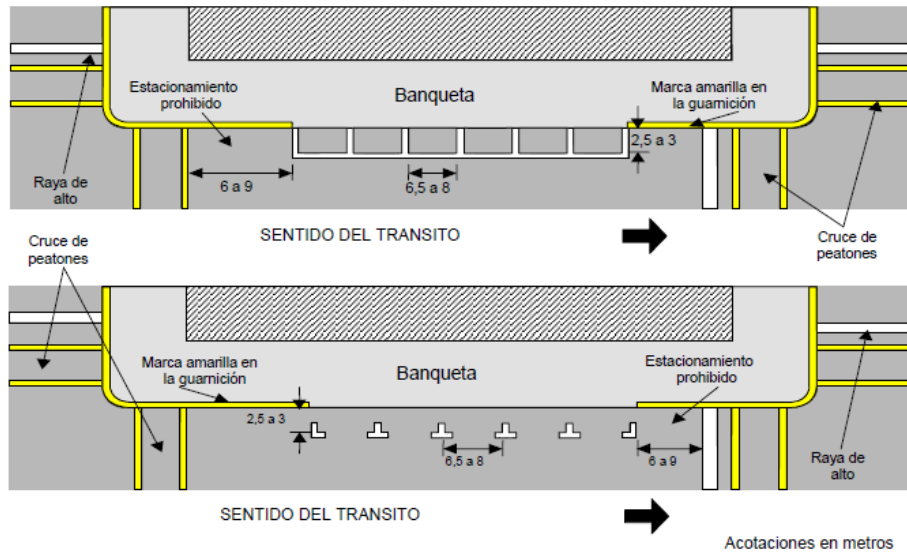 Estacionamiento
prohibido
Banqueta
Marca amarilla en
la guarnición
2,5 a 3
Raya de
alto
6 a 9
6,5 a 8
Cruce de
peatones
SENTIDO DEL TRANSITO
Cruce de
peatones
Marca amarilla en
la guarnición
Banqueta
Estacionamiento
prohibido
2,5 a 3
6,5 a 8
6 a 9
Raya de
alto
SENTIDO DEL TRANSITO
Acotaciones en metros